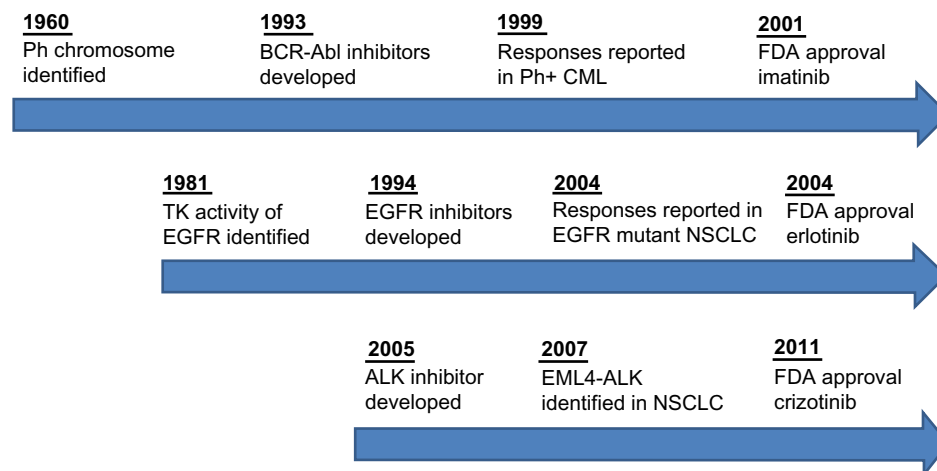 1960
Ph chromosome
identified
1993
BCR-Abl inhibitors
developed
1999
Responses reported
in Ph+ CML
2001
FDA approval
imatinib
1981
TK activity of
EGFR identified
1994
EGFR inhibitors
developed
2004
Responses reported in
EGFR mutant NSCLC
2004
FDA approval
erlotinib
2005
ALK inhibitor
developed
2007
EML4-ALK
identified in NSCLC
2011
FDA approval
crizotinib